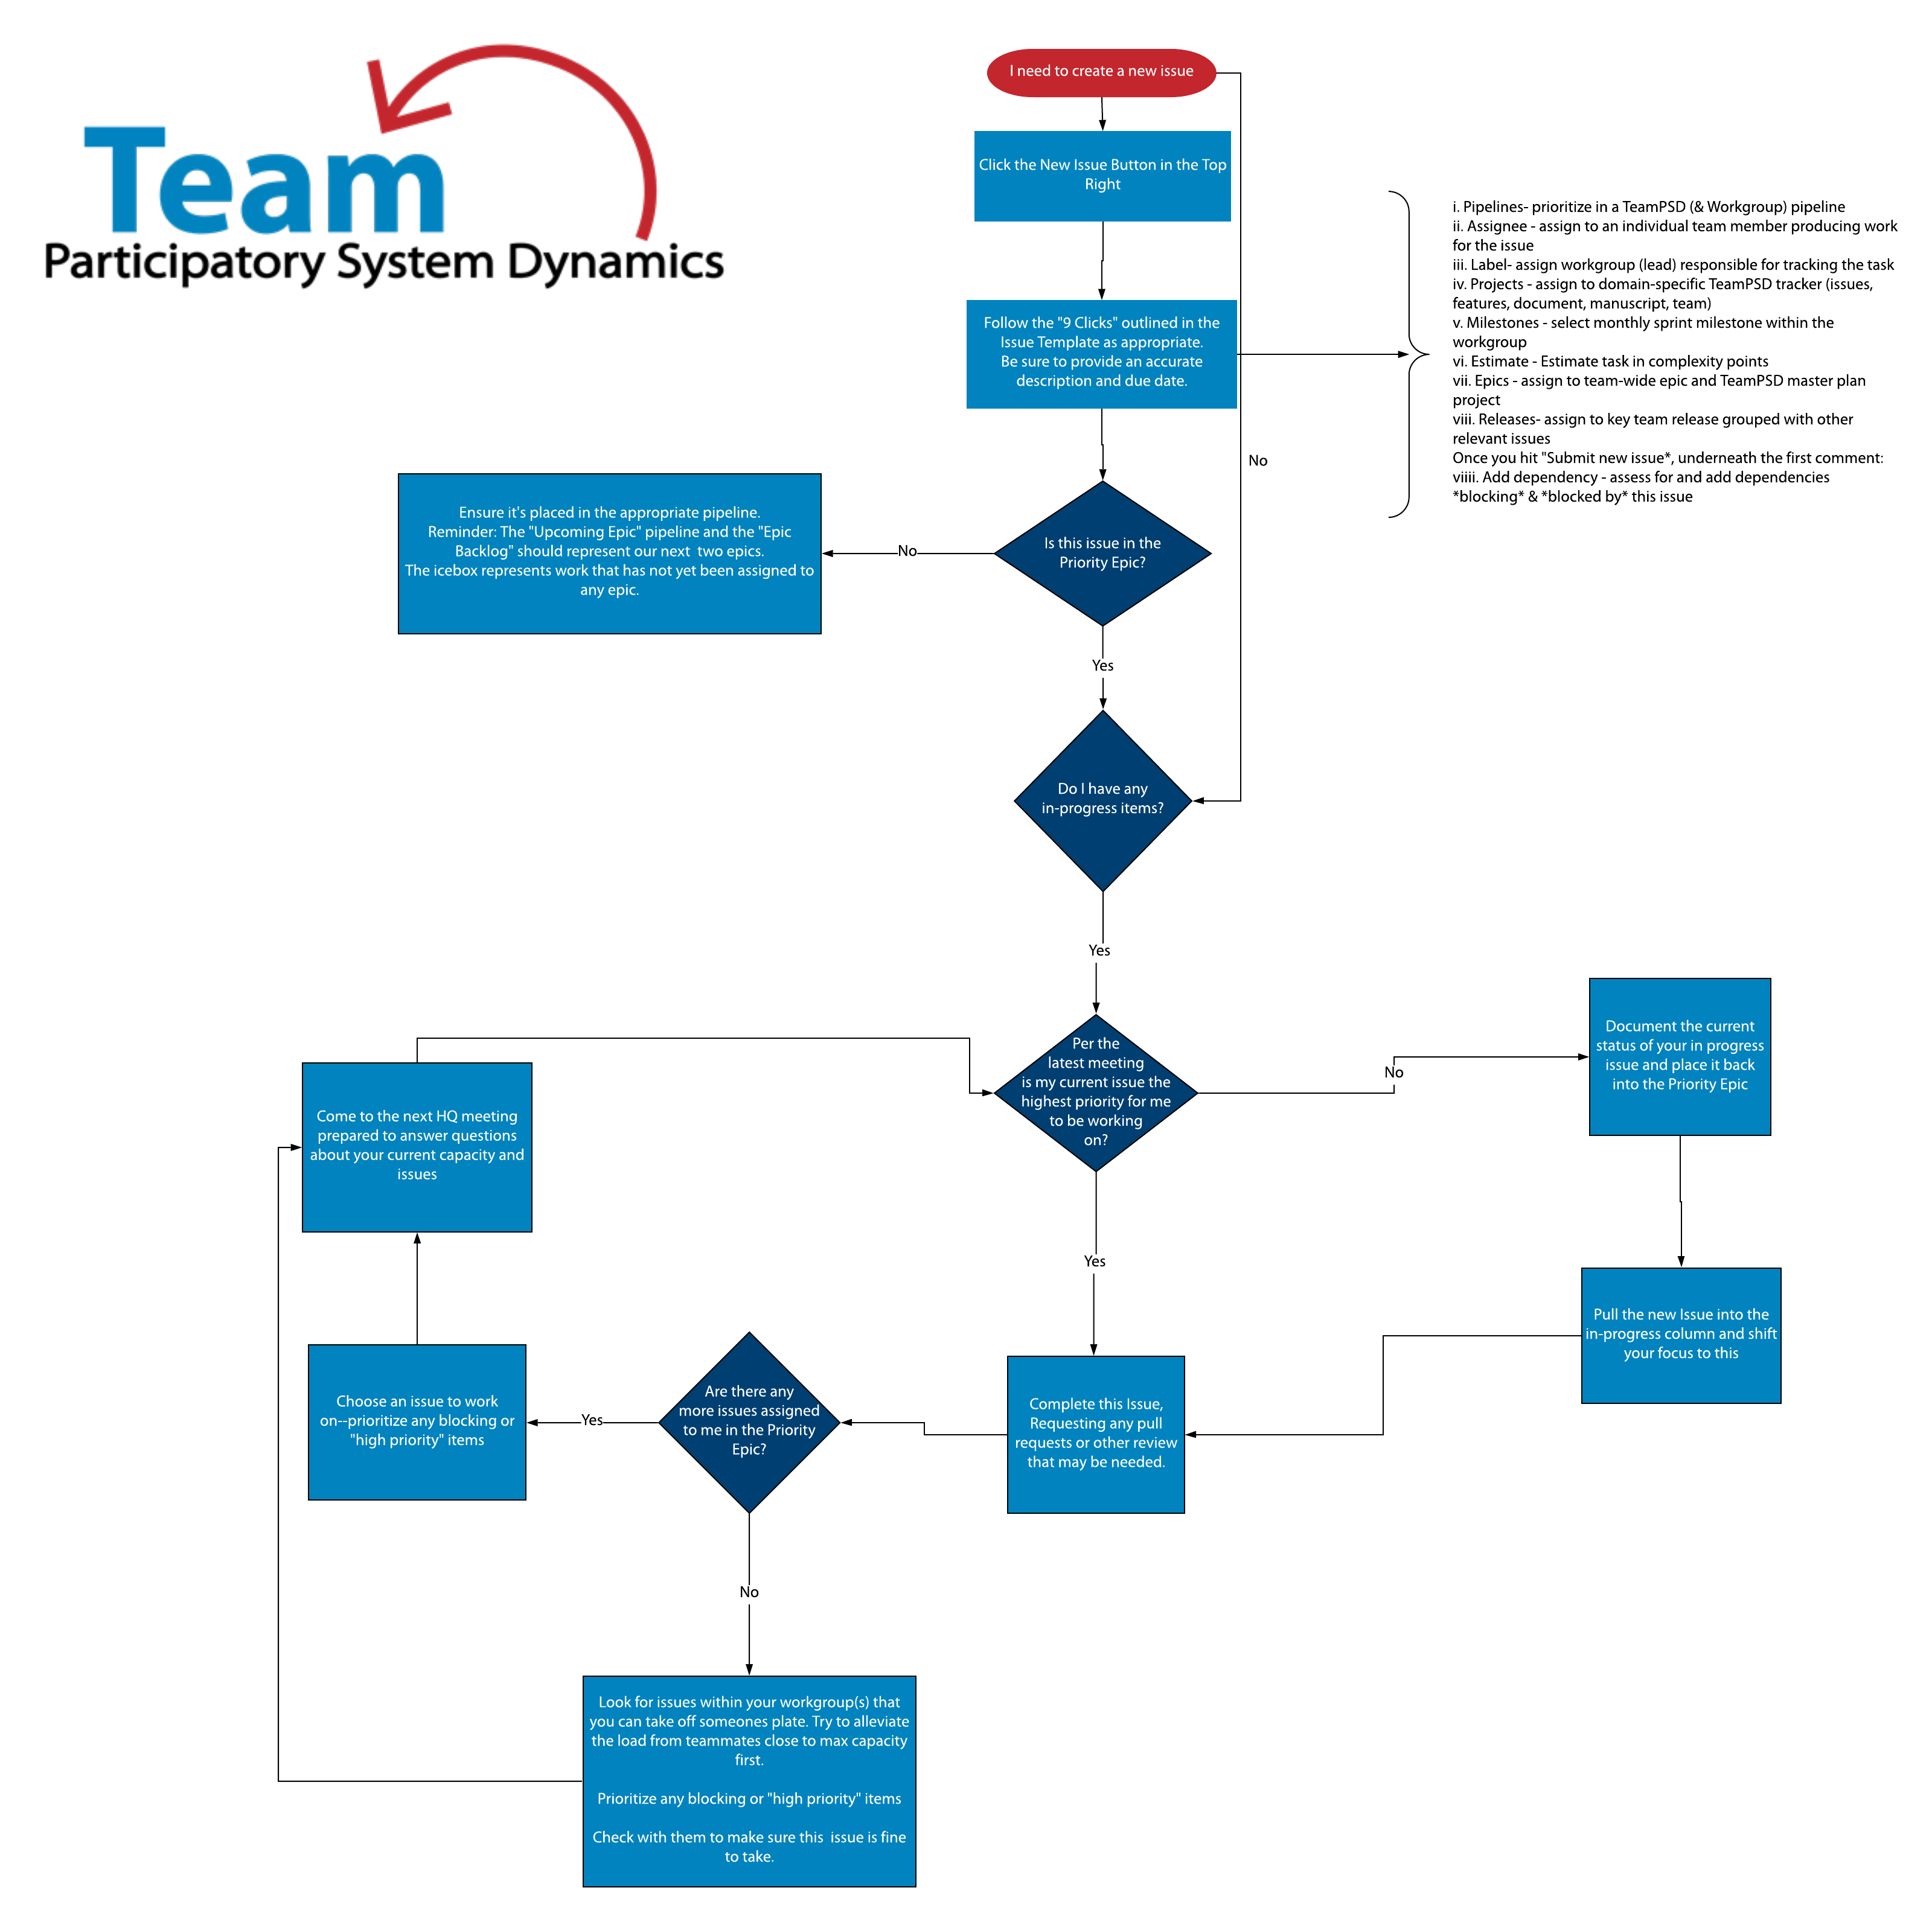 Team
Participatory System Dynamics
I need to create a new issue
Click the New Issue Button in the Top
Right
Follow the "9 Clicks" outlined in the
Issue Template as appropriate.
Be sure to provide an accurate
description and due date.
i. Pipelines- prioritize in a TeamPSD (& Workgroup) pipeline
ii. Assignee - assign to an individual team member producing work
for the issue
iii. Label- assign workgroup (lead) responsible for tracking the task
iv. Projects - assign to domain-specific TeamPSD tracker (issues,
features, document, manuscript, team)
v. Milestones - select monthly sprint milestone within the
workgroup
vi. Estimate - Estimate task in complexity points
vii. Epics - assign to team-wide epic and TeamPSD master plan
project
viii. Releases- assign to key team release grouped with other
relevant issues
Once you hit "Submit new issue*, underneath the first comment:
viiii. Add dependency - assess for and add dependencies
*blocking* & *blocked by* this issue
No
Is this issue in the
Priority Epic?
No
Ensure it's placed in the appropriate pipeline.
Reminder: The "Upcoming Epic" pipeline and the "Epic
Backlog" should represent our next  two epics.
The icebox represents work that has not yet been assigned to
any epic.
Yes
Do I have any
in-progress items?
Yes
Per the
latest meeting
is my current issue the
highest priority for me
to be working
on?
No
Document the current
status of your in progress
issue and place it back
into the Priority Epic
Come to the next HQ meeting
prepared to answer questions
about your current capacity and
issues
Yes
Pull the new Issue into the
in-progress column and shift
your focus to this
Complete this Issue,
Requesting any pull
requests or other review
that may be needed.
Are there any
more issues assigned
to me in the Priority
Epic?
Yes
Choose an issue to work
on--prioritize any blocking or
"high priority" items
No
Look for issues within your workgroup(s) that
you can take off someones plate. Try to alleviate
the load from teammates close to max capacity
first.
Prioritize any blocking or "high priority" items
Check with them to make sure this  issue is fine
to take.